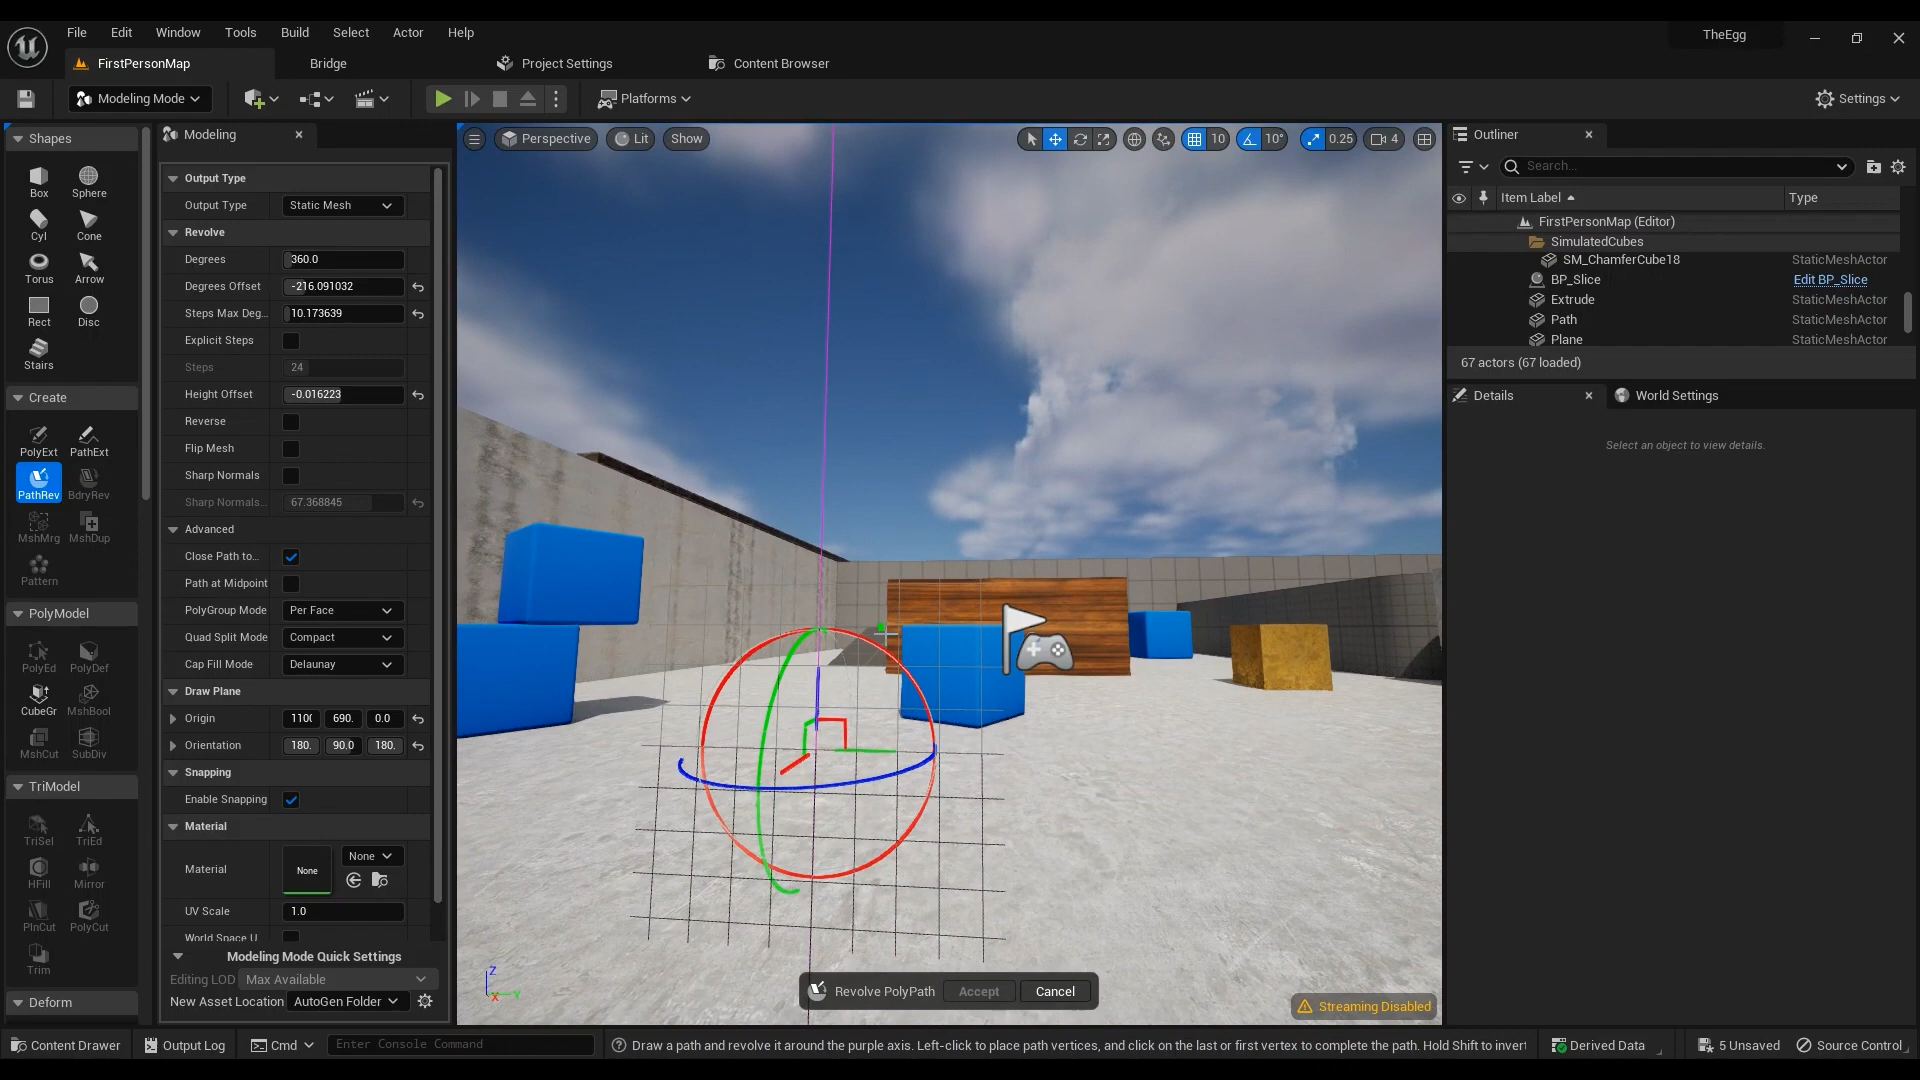 File Edit Window Tools Build Select Actor Help
TheEgg
FirstPersonMap
Bridge
Project Settings
Content Browser
Modeling Mode
Platforms
Settings
Shapes
Box Sphere
Cyl Cone
Torus Arrow
Rect Disc
Stairs
Create
PolyExt PathExt
PathRev BdryRev
MshMrg MshDup
Pattern
PolyModel
PolyEd PolyDef
CubeGr MshBool
MshCut SubDiv
TriModel
TriSel TriEd
HFill Mirror
PlnCut PolyCut
Trim
Deform
Modeling
Output Type
Output Type Static Mesh
Revolve
Degrees 360.0
Degrees Offset -216.091032
Steps Max Deg... 10.173639
Explicit Steps
Steps 24
Height Offset -0.016223
Reverse
Flip Mesh
Sharp Normals
Sharp Normals... 67.368845
Advanced
Close Path to...
Path at Midpoint
PolyGroup Mode Per Face
Quad Split Mode Compact
Cap Fill Mode Delaunay
Draw Plane
Origin 110( 690. 0.0
Orientation 180. 90.0 180.
Snapping
Enable Snapping
Material
Material None None
UV Scale 1.0
World Space U
Modeling Mode Quick Settings
Editing LOD Max Available
New Asset Location AutoGen Folder
Perspective Lit Show
10 10° 0.25 4
Z
X Y
Revolve PolyPath Accept Cancel
Streaming Disabled
Outliner
Search...
Item Label Type
FirstPersonMap (Editor)
SimulatedCubes
SM_ChamferCube18 StaticMeshActor
BP_Slice Edit BP_Slice
Extrude StaticMeshActor
Path StaticMeshActor
Plane StaticMeshActor
67 actors (67 loaded)
Details
World Settings
Select an object to view details.
Content Drawer
Output Log
Cmd
Enter Console Command
Draw a path and revolve it around the purple axis. Left-click to place path vertices, and click on the last or first vertex to complete the path. Hold Shift to invert
Derived Data
5 Unsaved
Source Control